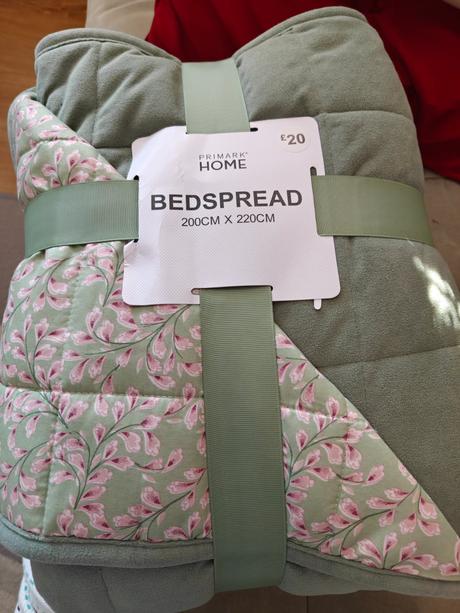 £20
PRIMARK®
HOME
BEDSPREAD
200CM X 220CM